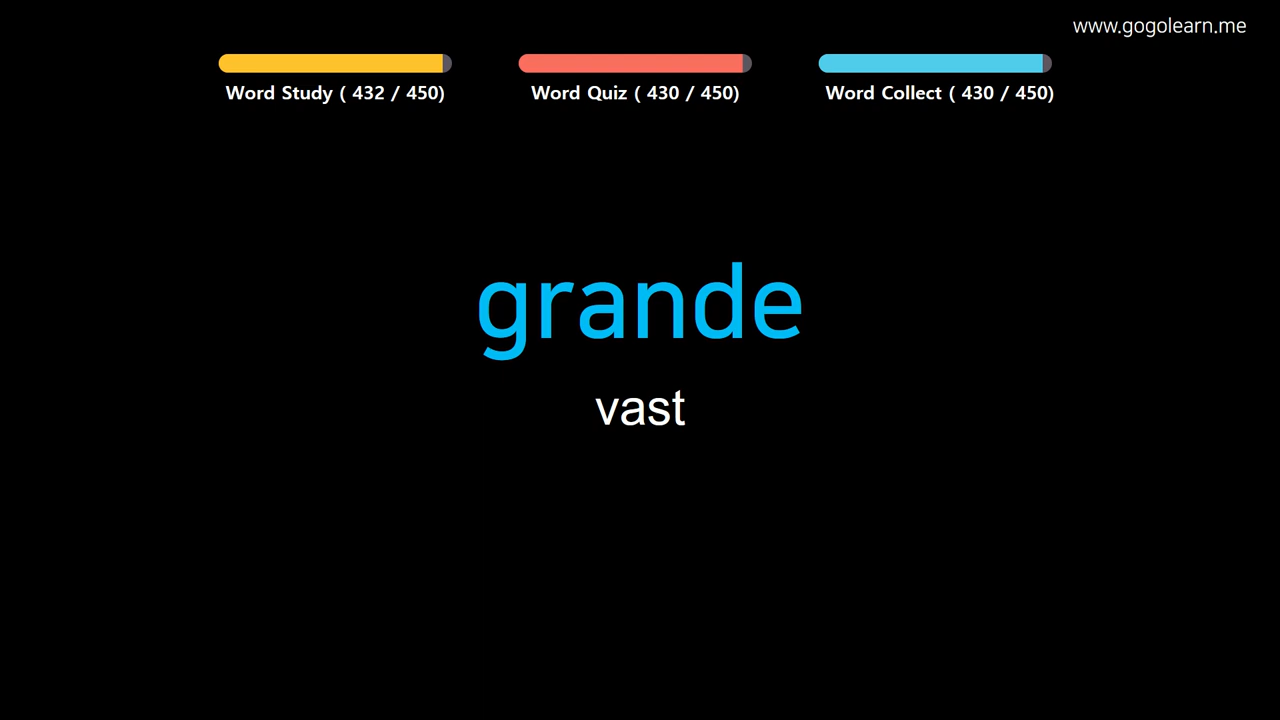 www.gogolearn.me
Word Study ( 432 / 450)
Word Quiz ( 430 / 450)
Word Collect ( 430 / 450)
grande
vast